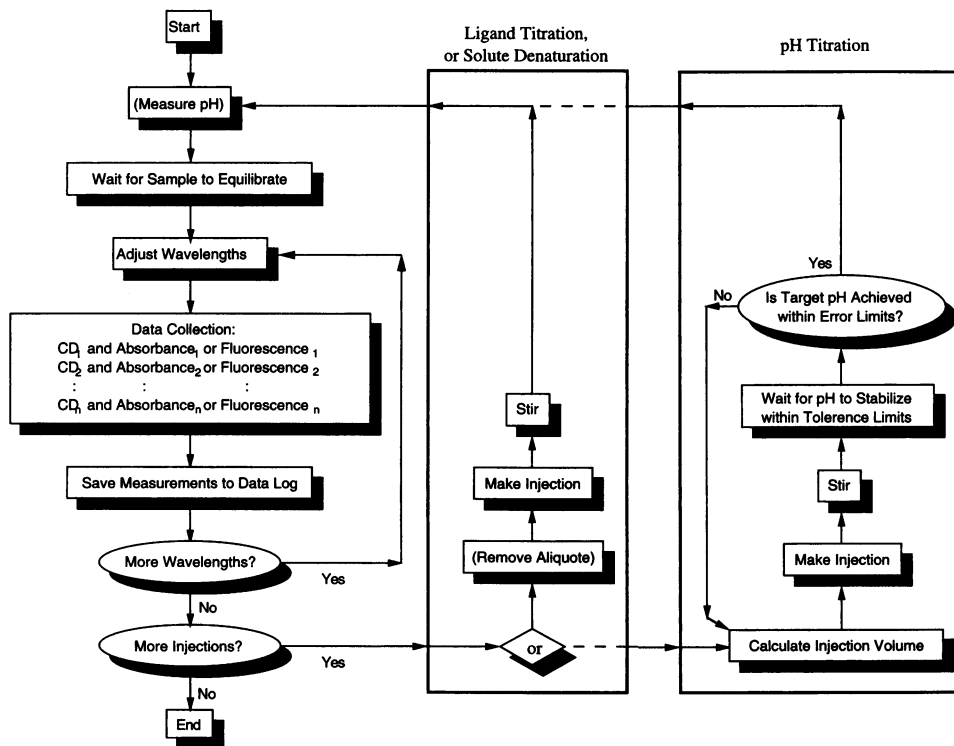 Start
(Measure pH)
Wait for Sample to Equilibrate
Adjust Wavelengths
Data Collection:
CD1 and Absorbance1 or Fluorescence 1
CD2 and Absorbance2 or Fluorescence 2
: : :
CDn and Absorbancen or Fluorescence n
Save Measurements to Data Log
More Wavelengths?
Yes
No
More Injections?
Yes
No
End
Ligand Titration,
or Solute Denaturation
Stir
Make Injection
(Remove Aliquote)
or
pH Titration
Yes
No
Is Target pH Achieved
within Error Limits?
Wait for pH to Stabilize
within Tolerence Limits
Stir
Make Injection
Calculate Injection Volume